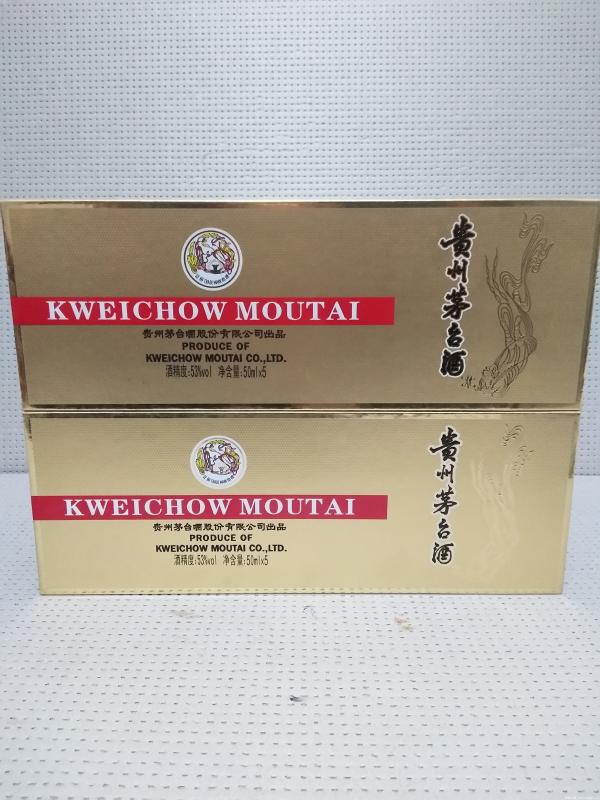 KWEICHOW MOUTAI
贵州茅台酒股份有限公司出品
PRODUCE OF
KWEICHOW MOUTAI CO.,LTD.
酒精度:53%vol 净含量:50ml×5
貴州茅台酒
KWEICHOW MOUTAI
贵州茅台酒股份有限公司出品
PRODUCE OF
KWEICHOW MOUTAI CO.,LTD.
酒精度:53%vol 净含量:50ml×5
貴州茅台酒